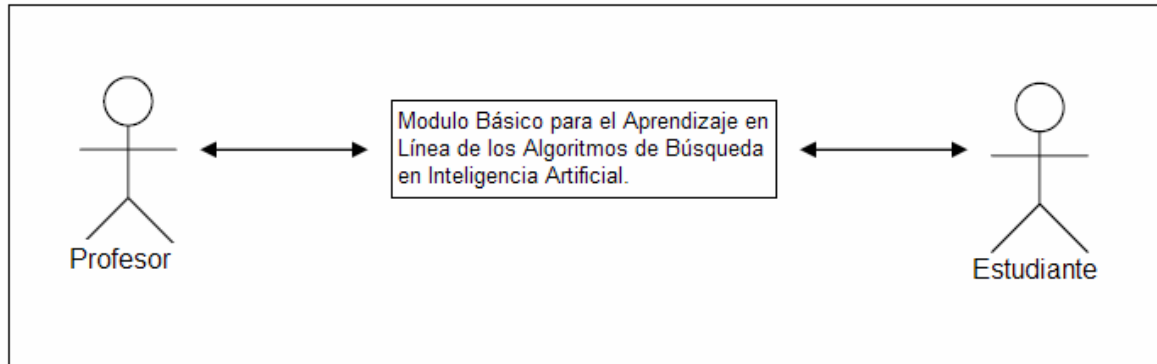 Modulo Básico para el Aprendizaje en
Línea de los Algoritmos de Búsqueda
en Inteligencia Artificial.
Profesor
Estudiante